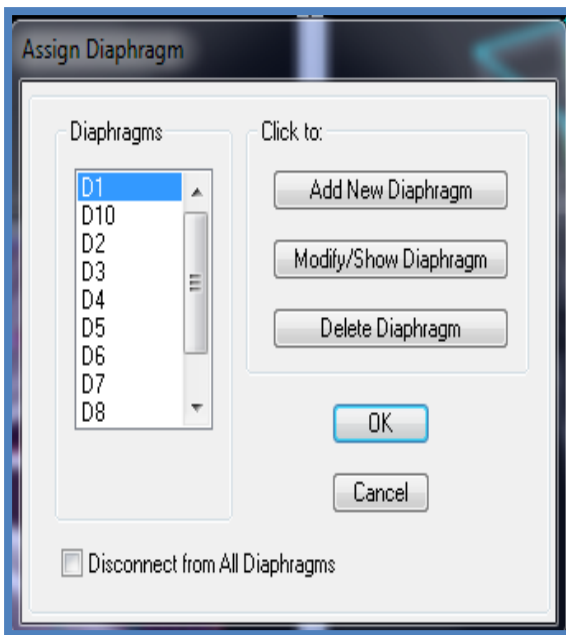 Assign Diaphragm
Diaphragms
D1
D10
D2
D3
D4
D5
D6
D7
D8
Click to:
Add New Diaphragm
Modify/Show Diaphragm
Delete Diaphragm
OK
Cancel
Disconnect from All Diaphragms